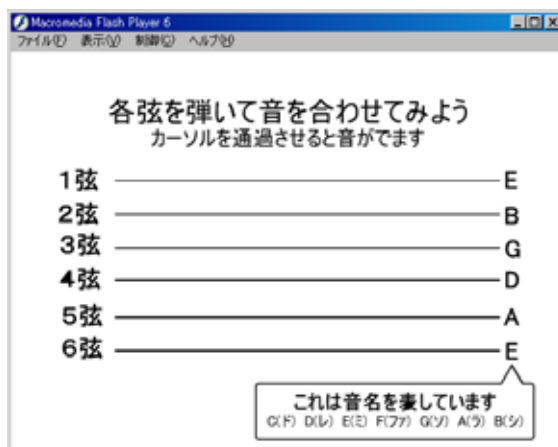 Macromedia Flash Player 6
ファイル(F) 表示(V) 制御(C) ヘルプ(H)
各弦を弾いて音を合わせてみよう
カーソルを通過させると音がでます
1弦 E
2弦 B
3弦 G
4弦 D
5弦 A
6弦 E
これは音名を表しています
C(ド) D(レ) E(ミ) F(ファ) G(ソ) A(ラ) B(シ)